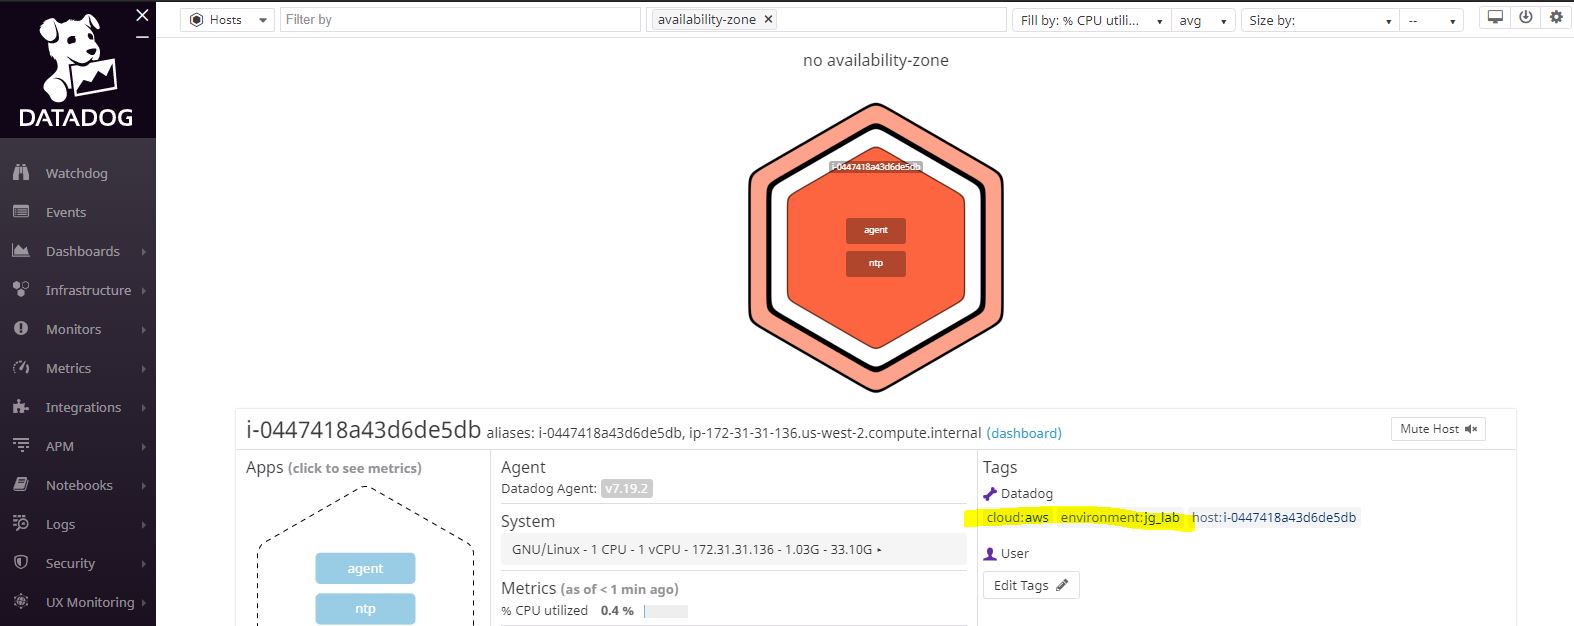 DATADOG
Watchdog
Events
Dashboards
Infrastructure
Monitors
Metrics
Integrations
APM
Notebooks
Logs
Security
UX Monitoring
Hosts
Filter by
availability-zone ×
Fill by: % CPU utili...
avg
Size by:
--
no availability-zone
i-0447418a43d6de5db
agent
ntp
i-0447418a43d6de5db aliases: i-0447418a43d6de5db, ip-172-31-31-136.us-west-2.compute.internal (dashboard)
Mute Host
Apps (click to see metrics)
agent
ntp
Agent
Datadog Agent: v7.19.2
System
GNU/Linux - 1 CPU - 1 vCPU - 172.31.31.136 - 1.03G - 33.10G
Metrics (as of < 1 min ago)
% CPU utilized 0.4 %
Tags
Datadog
cloud:aws environment:jg_lab host:i-0447418a43d6de5db
User
Edit Tags